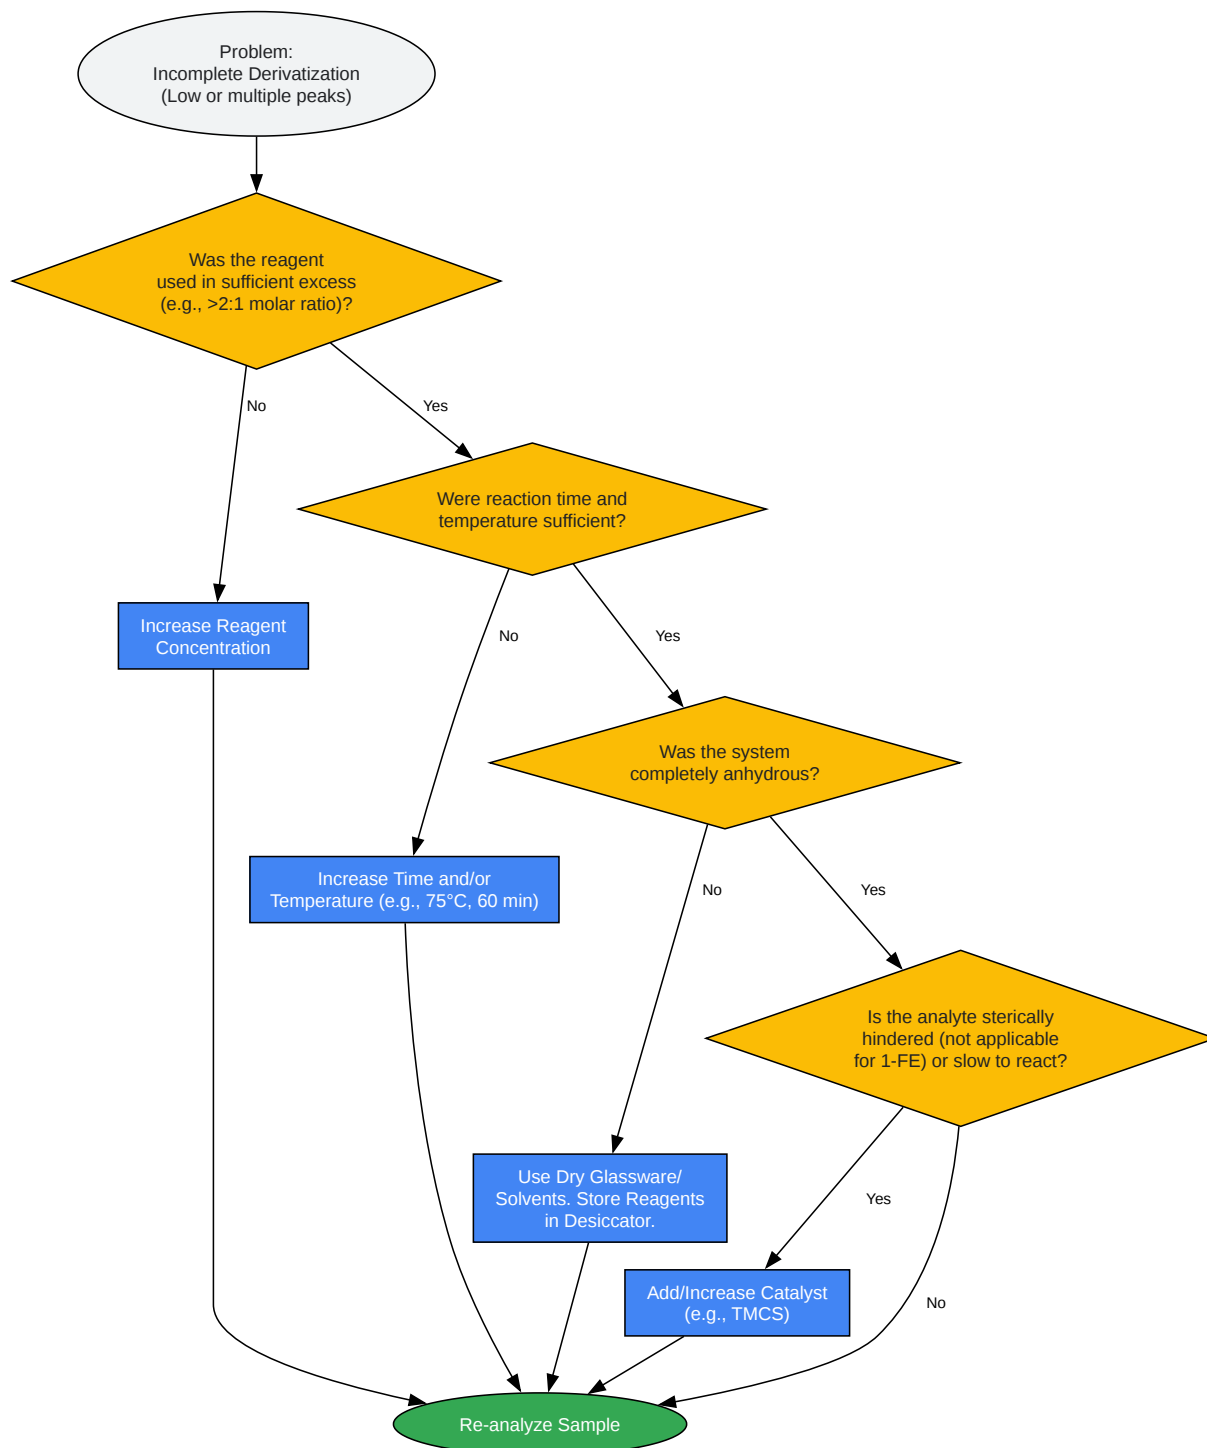 Problem:
Incomplete Derivatization
(Low or multiple peaks)
Was the reagent
used in sufficient excess
(e.g., >2:1 molar ratio)?
No
Yes
Were reaction time and
temperature sufficient?
Increase Reagent
Concentration
No
Yes
Was the system
completely anhydrous?
Increase Time and/or
Temperature (e.g., 75°C, 60 min)
No
Yes
Is the analyte sterically
hindered (not applicable
for 1-FE) or slow to react?
Use Dry Glassware/
Solvents. Store Reagents
in Desiccator.
Yes
Add/Increase Catalyst
(e.g., TMCS)
No
Re-analyze Sample